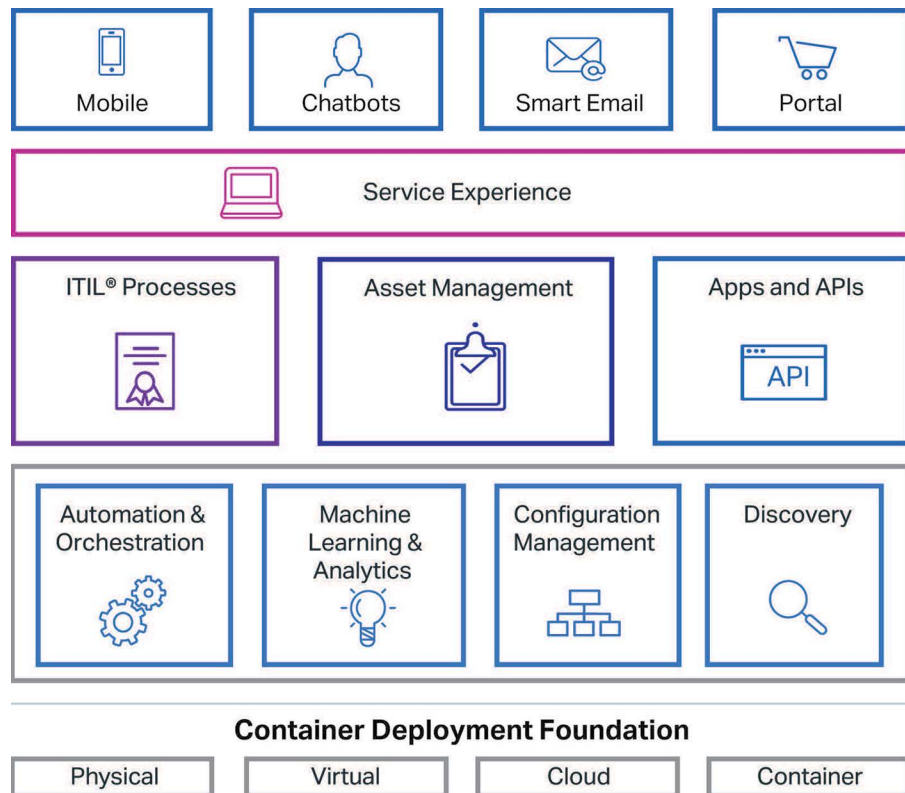 Mobile
Chatbots
Smart Email
Portal
Service Experience
ITIL® Processes
Asset Management
Apps and APIs
API
Automation &
Orchestration
Machine
Learning &
Analytics
Configuration
Management
Discovery
Container Deployment Foundation
Physical
Virtual
Cloud
Container